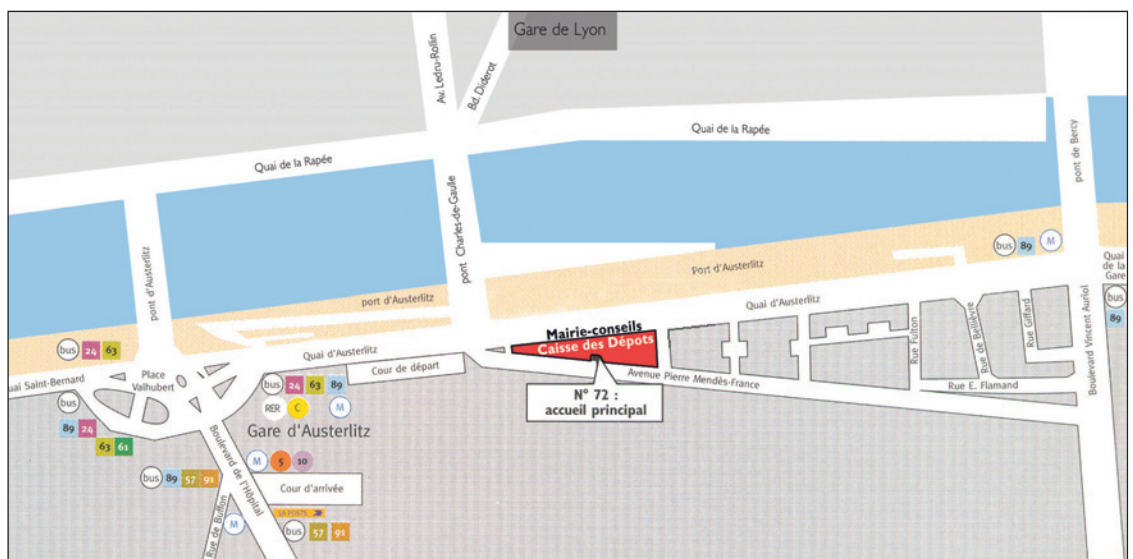 Gare de Lyon
Av. Ledru-Rollin
Bd. Diderot
Quai de la Rapée
Quai de la Rapée
pont de Bercy
pont d'Austerlitz
pont Charles-de-Gaulle
port d'Austerlitz
Port d'Austerlitz
bus 89 M
Quai
de la
Gare
bus
89
Quai d'Austerlitz
Quai d'Austerlitz
Mairie-conseils
Caisse des Dépots
Cour de départ
Avenue Pierre Mendès-France
N° 72 :
accueil principal
Rue Fulton
Rue de Bellièvre
Rue Giffard
Boulevard Vincent Auriol
Rue E. Flamand
bus 24 63
uai Saint-Bernard
Place
Valhubert
bus
89 24
63 61
bus 24 63 89
RER C M
Gare d'Austerlitz
M 5 10
Boulevard de l'Hôpital
bus 89 57 91
Cour d'arrivée
LA POSTE
Rue de Buffon
M
bus 57 91